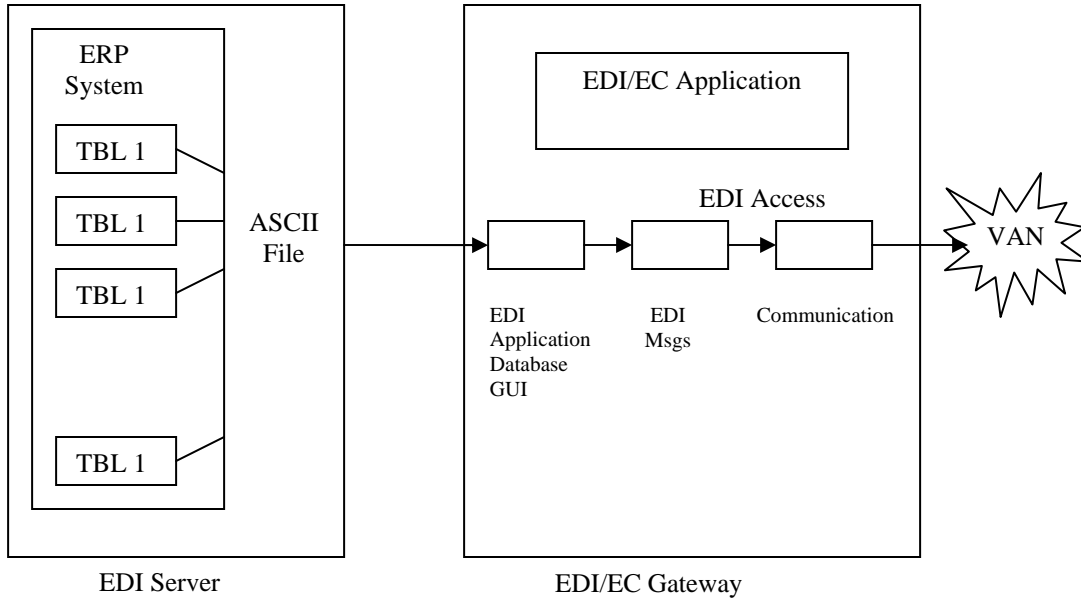 ERP
System
TBL 1
TBL 1
TBL 1
TBL 1
ASCII
File
EDI Server
EDI/EC Application
EDI Access
EDI
Application
Database
GUI
EDI
Msgs
Communication
EDI/EC Gateway
VAN